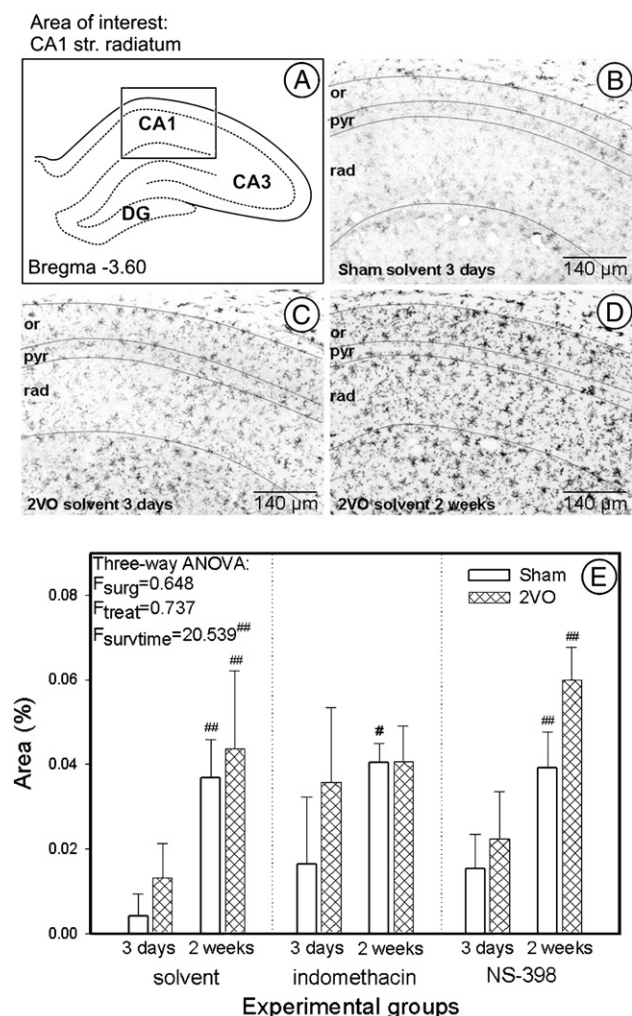 Area of interest:
CA1 str. radiatum
A
CA1
CA3
DG
Bregma -3.60
B
or
pyr
rad
Sham solvent 3 days
140 µm
C
or
pyr
rad
2VO solvent 3 days
140 µm
D
or
pyr
rad
2VO solvent 2 weeks
140 µm
E
Three-way ANOVA:
Fsurg=0.648
Ftreat=0.737
Fsurvtime=20.539##
Sham
2VO
Area (%)
0.08
0.06
0.04
0.02
0.00
##
##
#
##
##
3 days
2 weeks
3 days
2 weeks
3 days
2 weeks
solvent
indomethacin
NS-398
Experimental groups